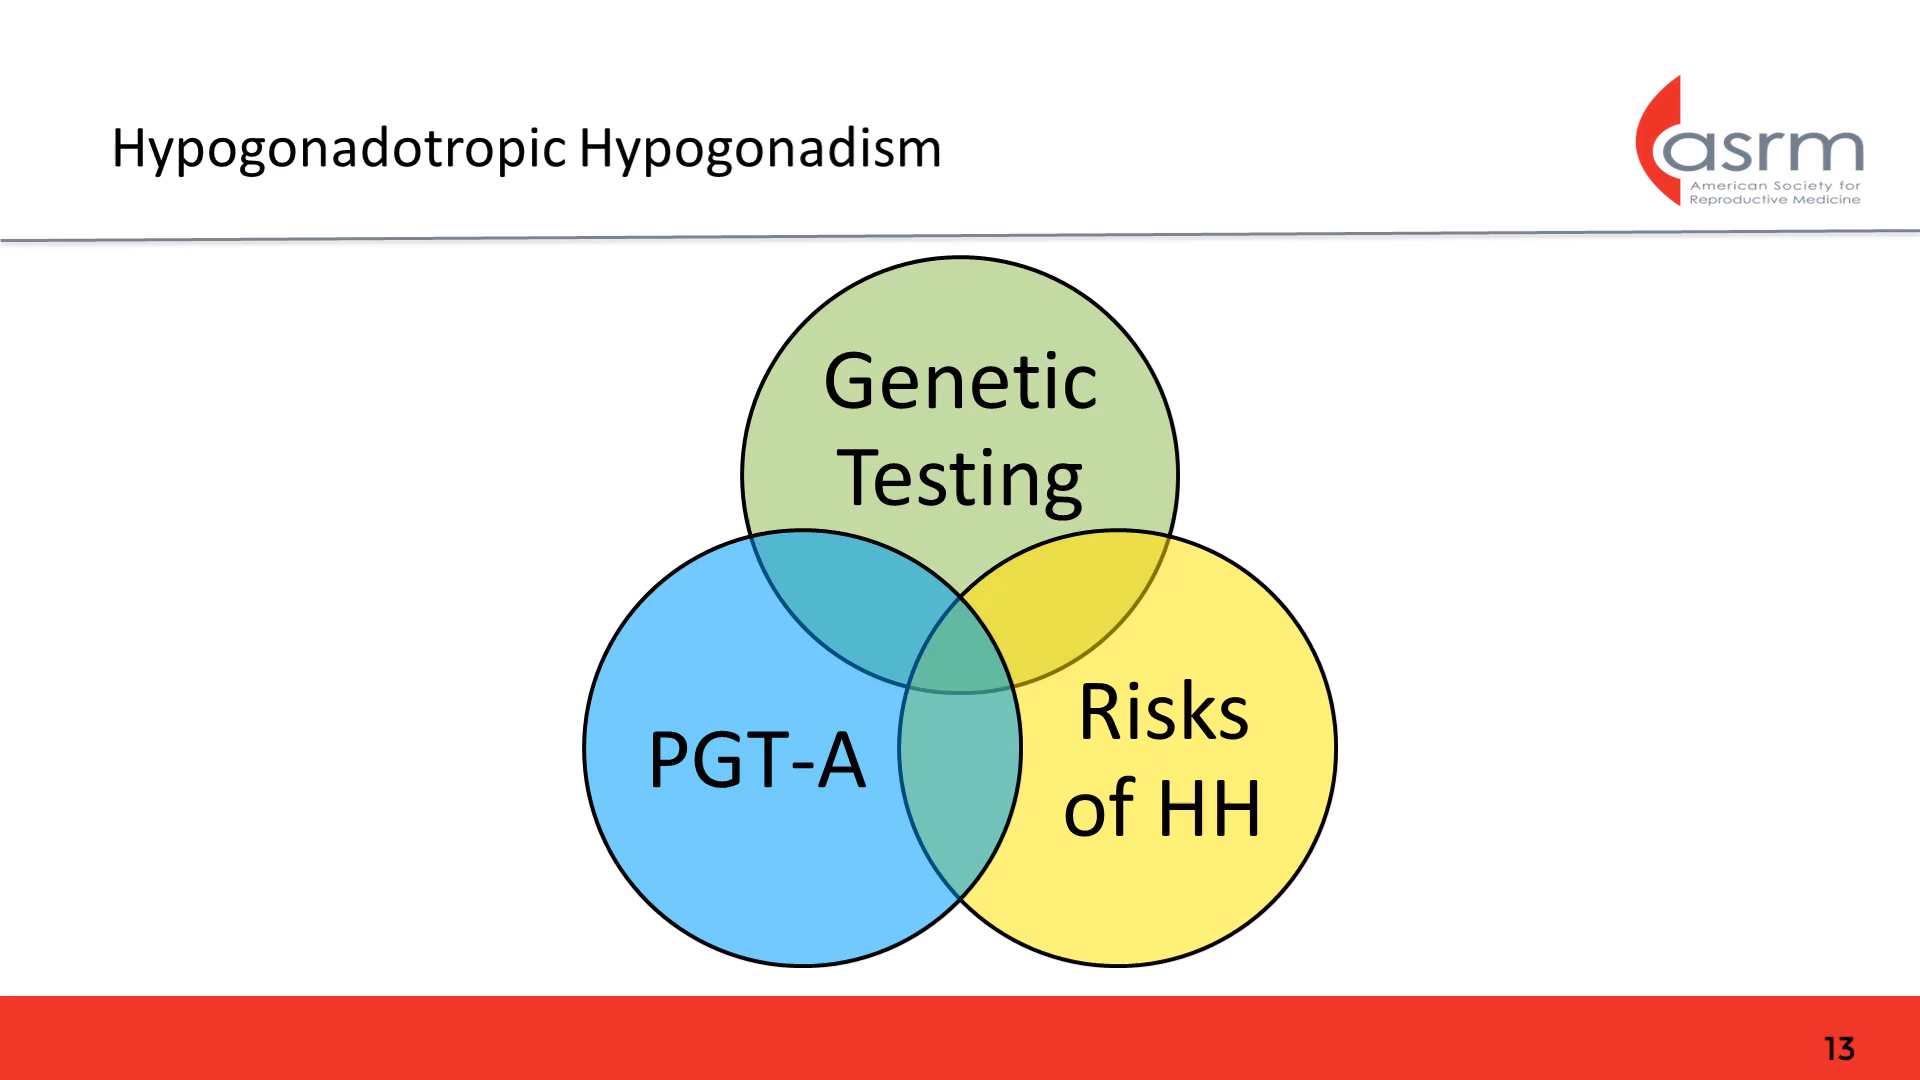 Hypogonadotropic Hypogonadism
asrm
American Society for
Reproductive Medicine
Genetic
Testing
PGT-A
Risks
of HH
13